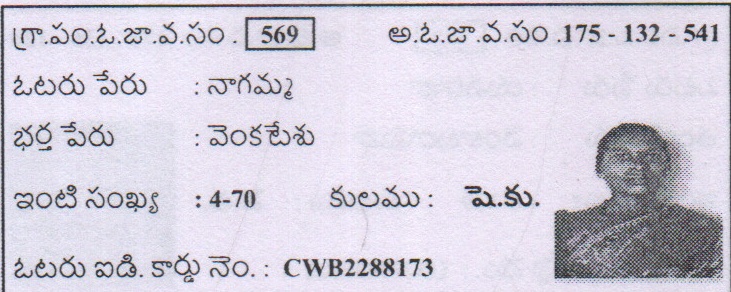 గ్రా.పం.ఓ.జా.వ.సం. 569 అ.ఓ.జా.వ.సం .175 - 132 - 541
ఓటరు పేరు : నాగమ్మ
భర్త పేరు : వెంకటేశు
ఇంటి సంఖ్య : 4-70 కులము : షె.కు.
ఓటరు ఐడి. కార్డు నెం. : CWB2288173